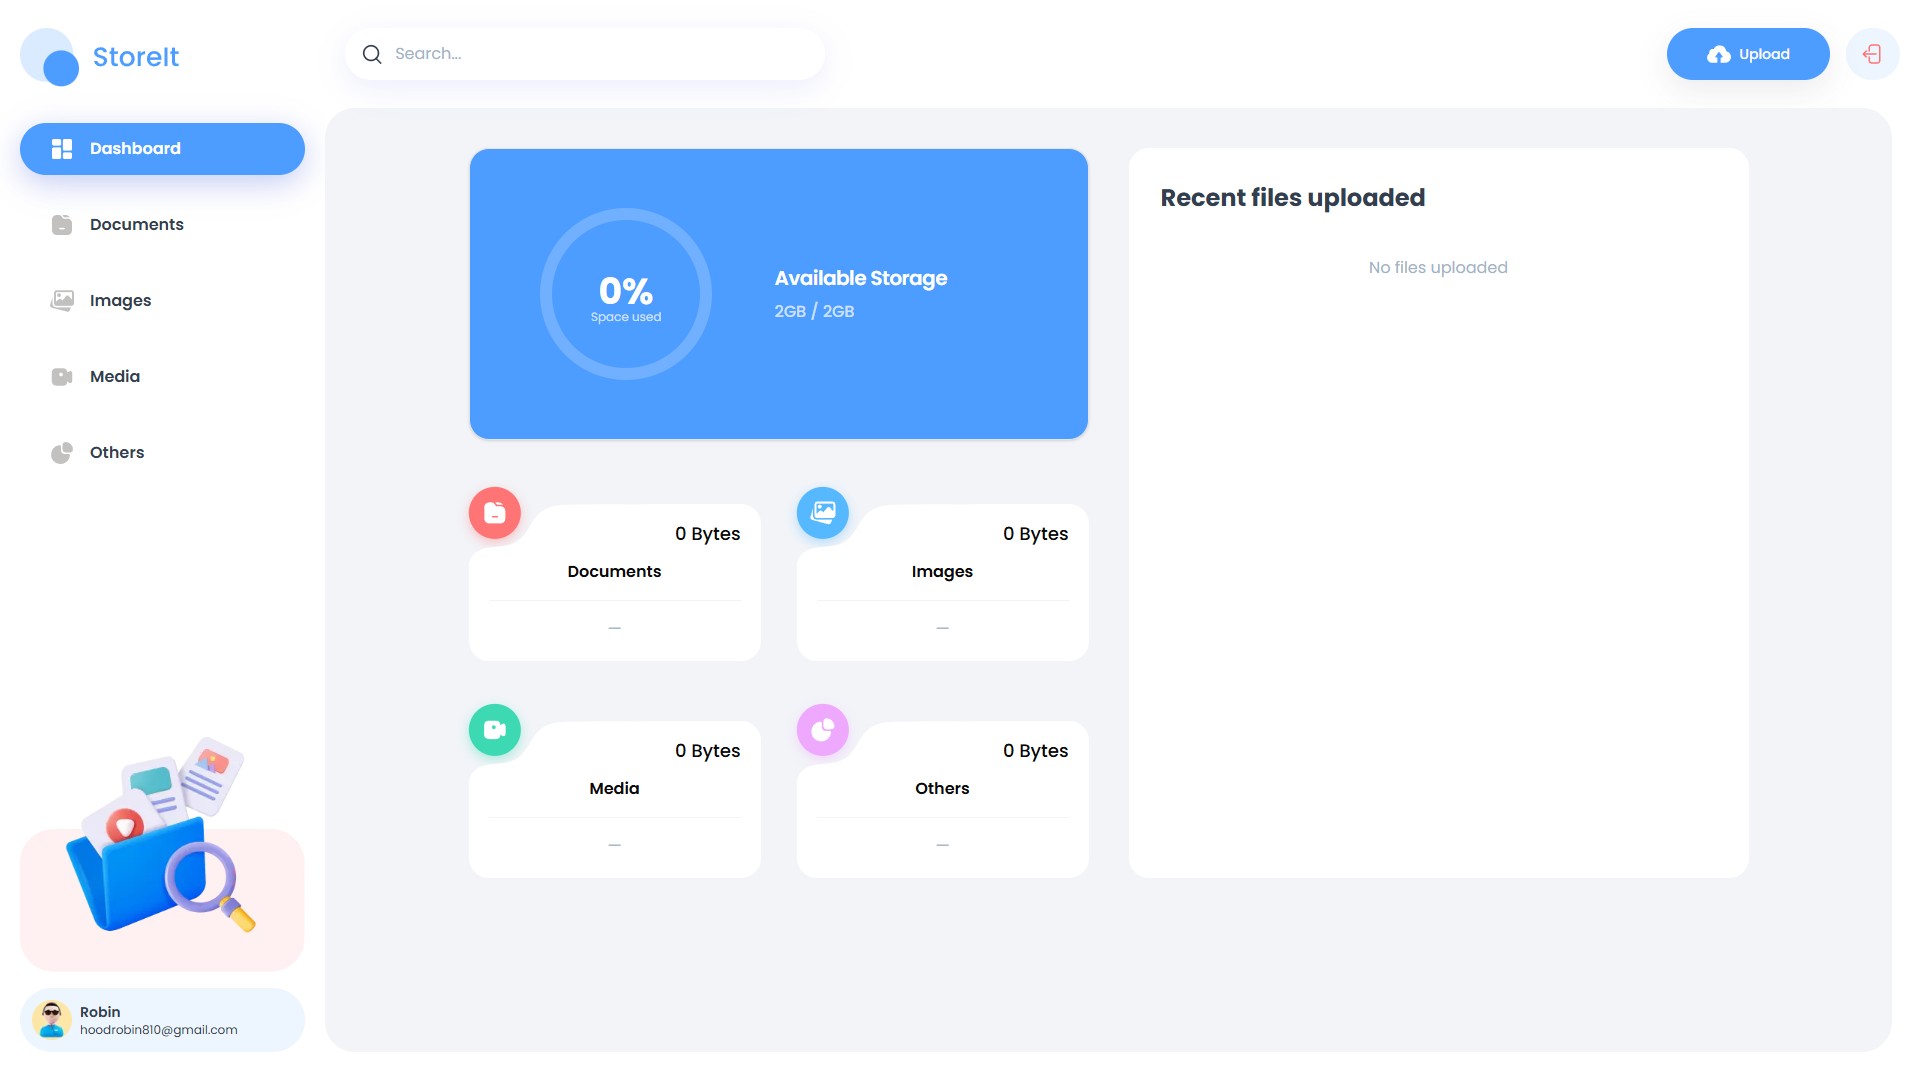 StoreIt
Search...
Upload
Dashboard
Documents
Images
Media
Others
Robin
hoodrobin810@gmail.com
0%
Space used
Available Storage
2GB / 2GB
Recent files uploaded
No files uploaded
0 Bytes
Documents
—
0 Bytes
Images
—
0 Bytes
Media
—
0 Bytes
Others
—